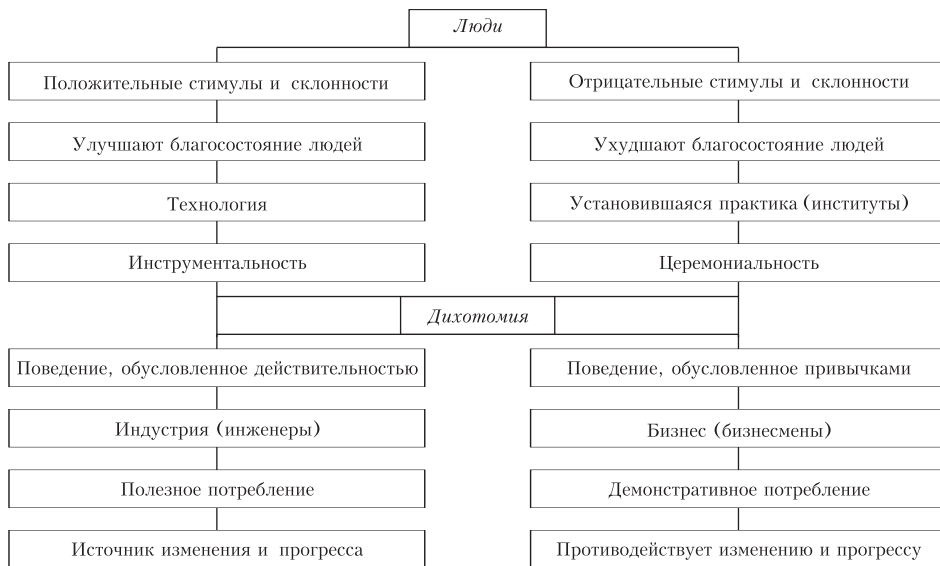 Люди
Положительные стимулы и склонности
Отрицательные стимулы и склонности
Улучшают благосостояние людей
Ухудшают благосостояние людей
Технология
Установившаяся практика (институты)
Инструментальность
Церемониальность
Дихотомия
Поведение, обусловленное действительностью
Поведение, обусловленное привычками
Индустрия (инженеры)
Бизнес (бизнесмены)
Полезное потребление
Демонстративное потребление
Источник изменения и прогресса
Противодействует изменению и прогрессу